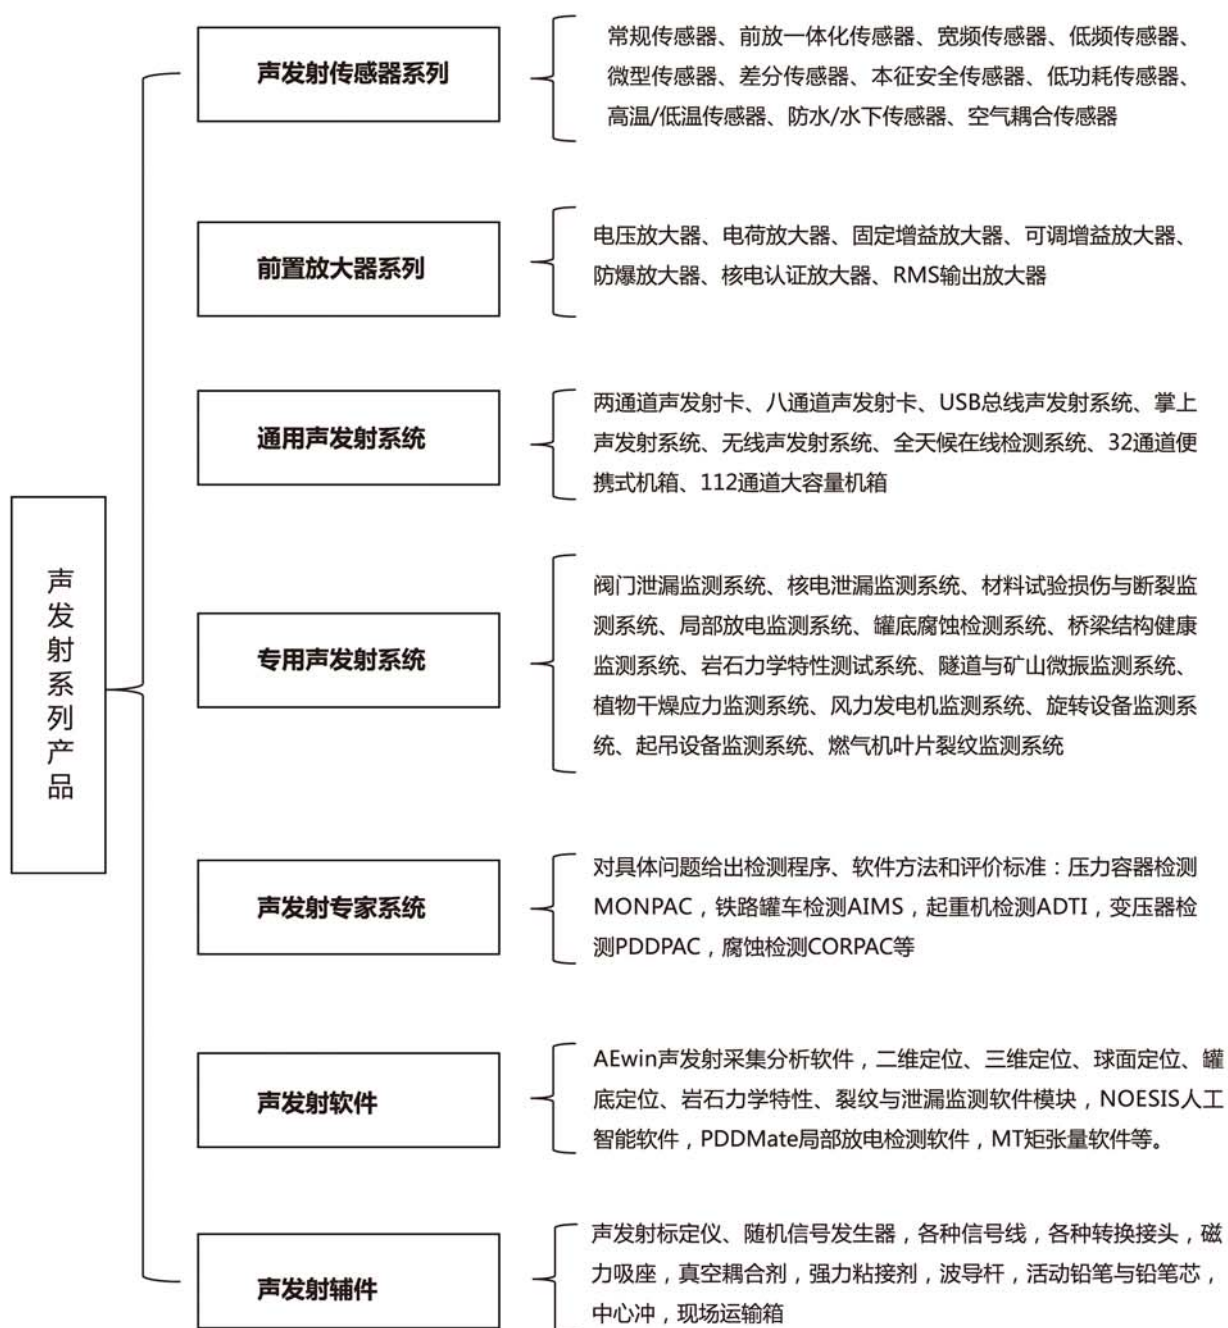 声发射系列产品
声发射传感器系列
常规传感器、前放一体化传感器、宽频传感器、低频传感器、
微型传感器、差分传感器、本征安全传感器、低功耗传感器、
高温/低温传感器、防水/水下传感器、空气耦合传感器
前置放大器系列
电压放大器、电荷放大器、固定增益放大器、可调增益放大器、
防爆放大器、核电认证放大器、RMS输出放大器
通用声发射系统
两通道声发射卡、八通道声发射卡、USB总线声发射系统、掌上
声发射系统、无线声发射系统、全天候在线检测系统、32通道便
携式机箱、112通道大容量机箱
专用声发射系统
阀门泄漏监测系统、核电泄漏监测系统、材料试验损伤与断裂监
测系统、局部放电监测系统、罐底腐蚀检测系统、桥梁结构健康
监测系统、岩石力学特性测试系统、隧道与矿山微振监测系统、
植物干燥应力监测系统、风力发电机监测系统、旋转设备监测系
统、起吊设备监测系统、燃气机叶片裂纹监测系统
声发射专家系统
对具体问题给出检测程序、软件方法和评价标准：压力容器检测
MONPAC，铁路罐车检测AIMS，起重机检测ADTI，变压器检
测PDDPAC，腐蚀检测CORPAC等
声发射软件
AEwin声发射采集分析软件，二维定位、三维定位、球面定位、罐
底定位、岩石力学特性、裂纹与泄漏监测软件模块，NOESIS人工
智能软件，PDDMate局部放电检测软件，MT矩张量软件等。
声发射辅件
声发射标定仪、随机信号发生器，各种信号线，各种转换接头，磁
力吸座，真空耦合剂，强力粘接剂，波导杆，活动铅笔与铅笔芯，
中心冲，现场运输箱